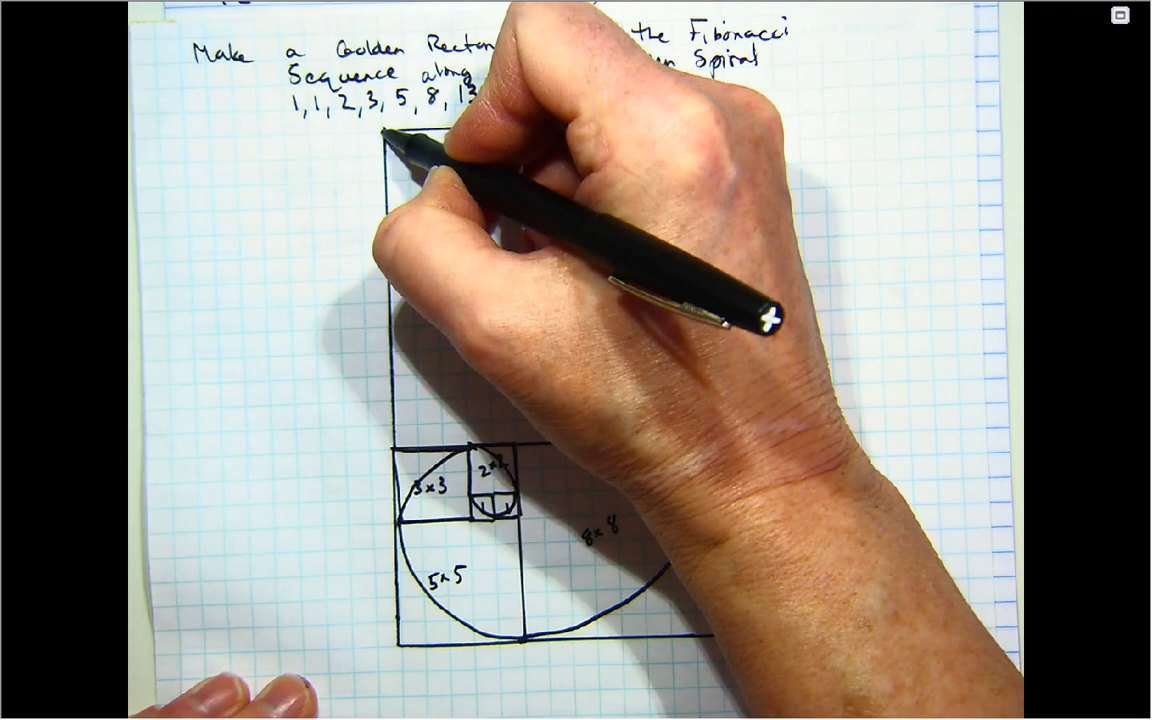 Make a Golden the Fibonacci
Sequence along Spiral
1, 1, 2, 3, 5, 8, 13
2×2
3×3
1 1
8×8
5×5